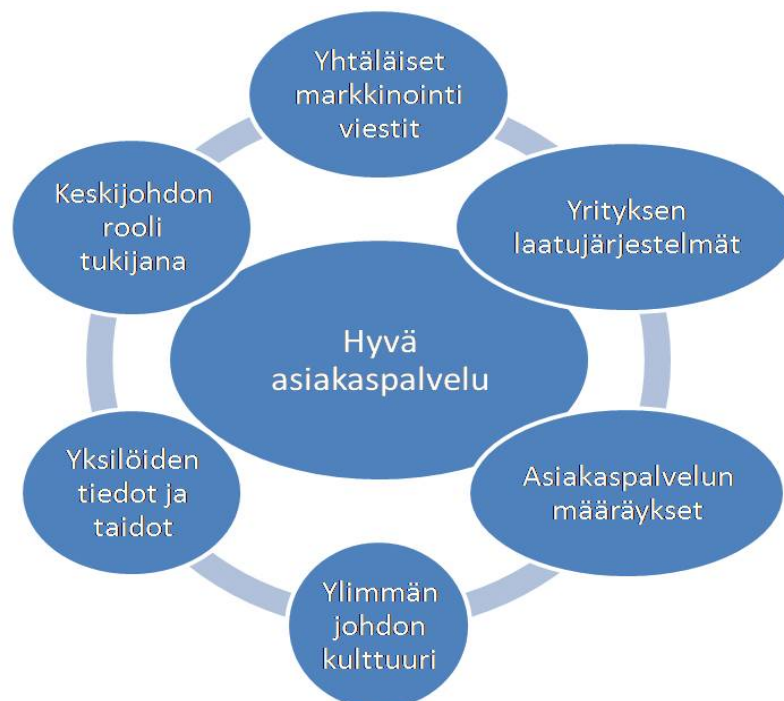 Yhtäläiset
markkinointi
viestit
Yrityksen
laatujärjestelmät
Asiakaspalvelun
määräykset
Ylimmän
johdon
kulttuuri
Yksilöiden
tiedot ja
taidot
Keskijohdon
rooli
tukijana
Hyvä
asiakaspalvelu